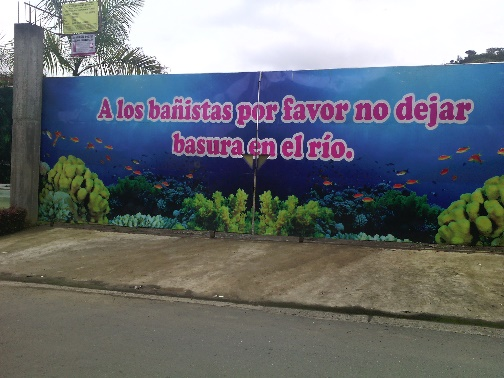 A los bañistas por favor no dejar
basura en el río.